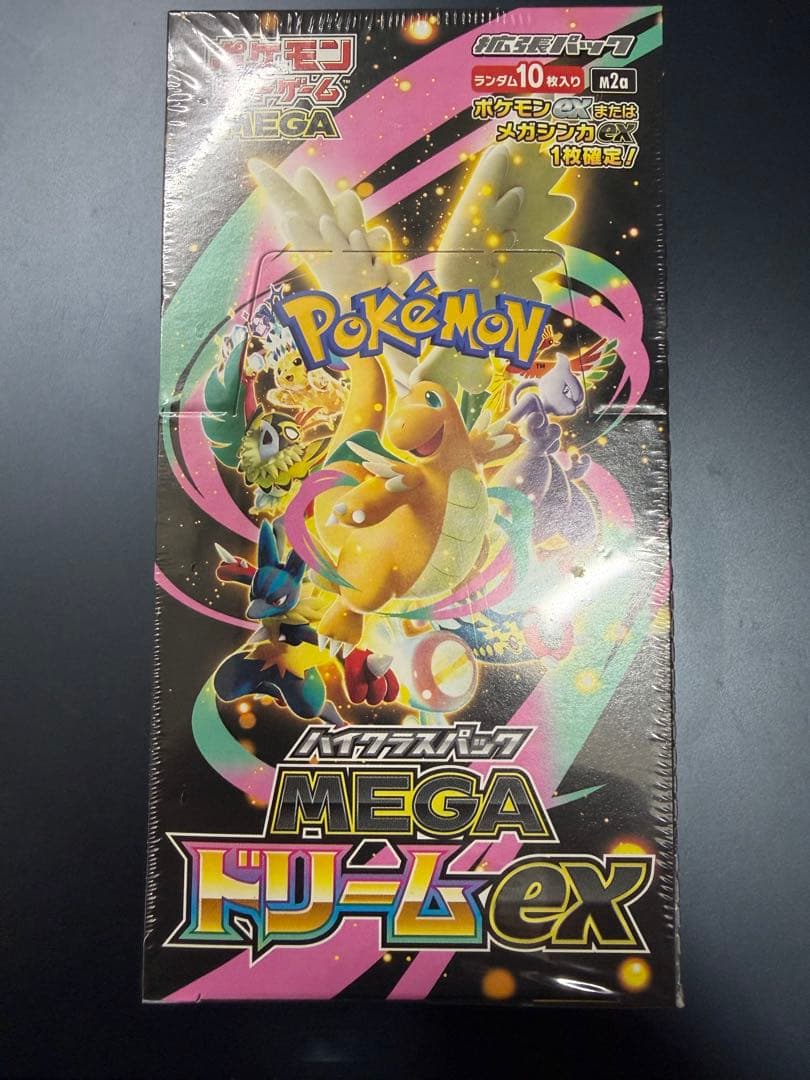 ポケモン
カードゲーム
MEGA
拡張パック
ランダム10枚入り
M2a
ポケモンexまたは
メガシンカex
1枚確定!
POKéMON
TM
ハイクラスパック
MEGA
ドリームex